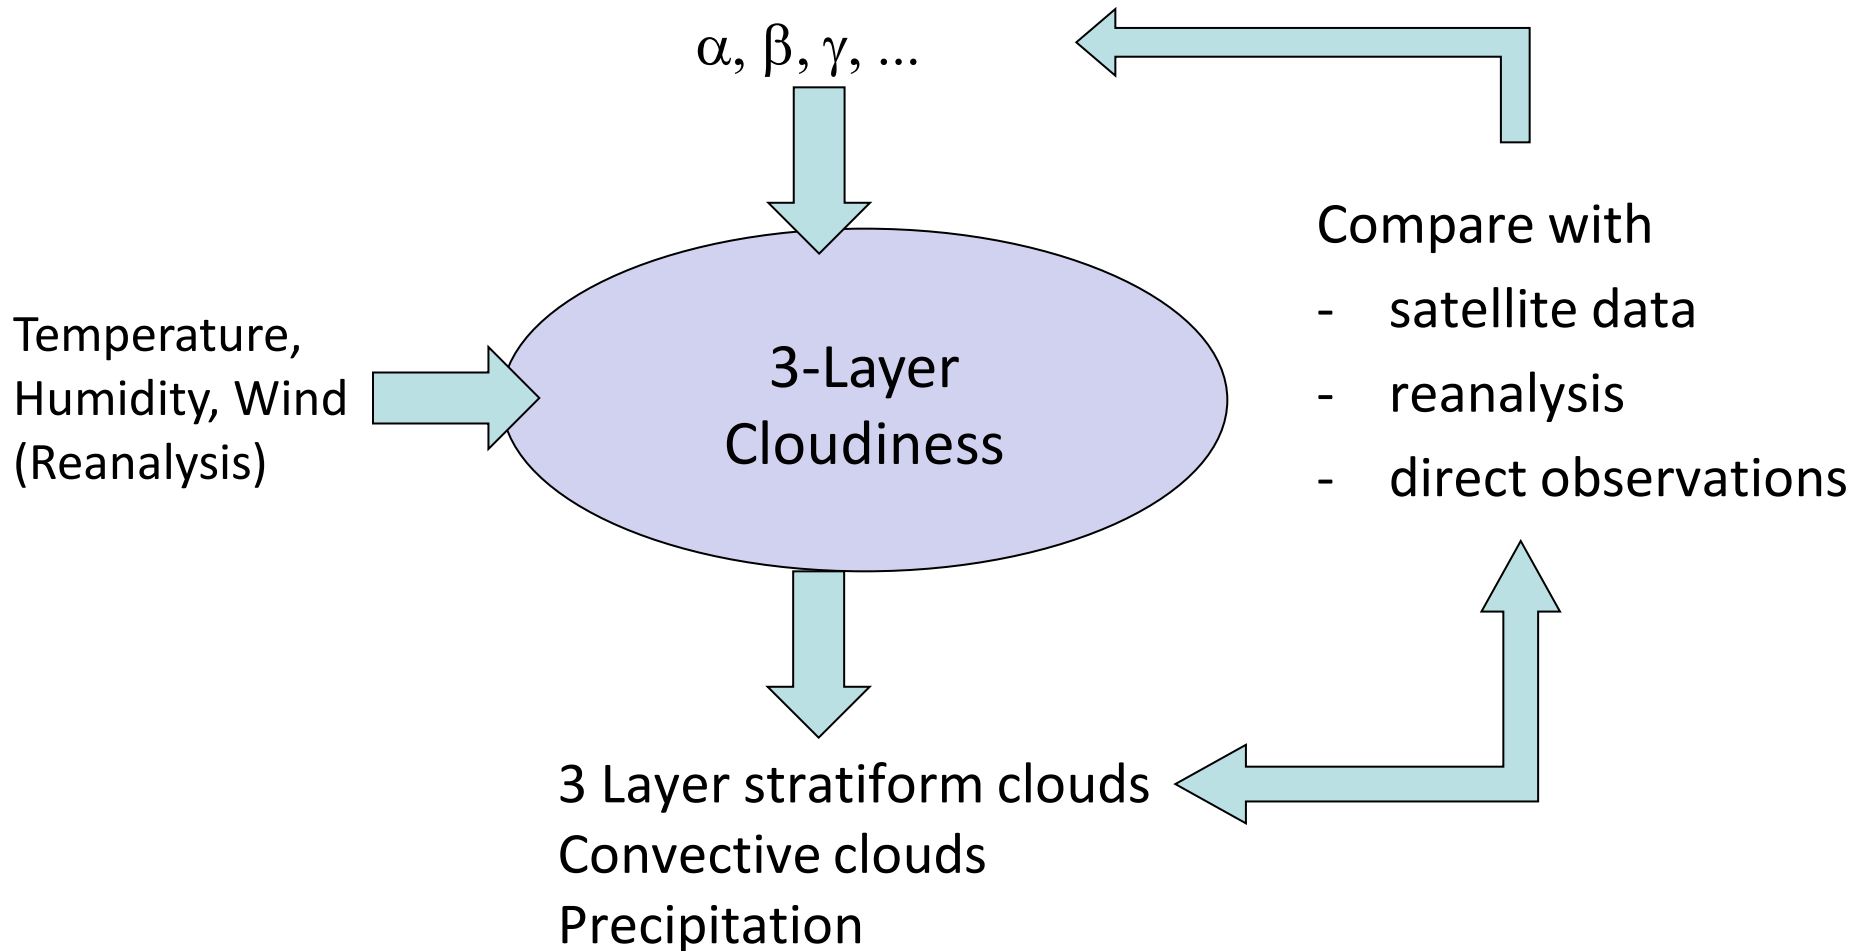 α, β, γ, ...
Temperature,
Humidity, Wind
(Reanalysis)
3-Layer
Cloudiness
Compare with
- satellite data
- reanalysis
- direct observations
3 Layer stratiform clouds
Convective clouds
Precipitation